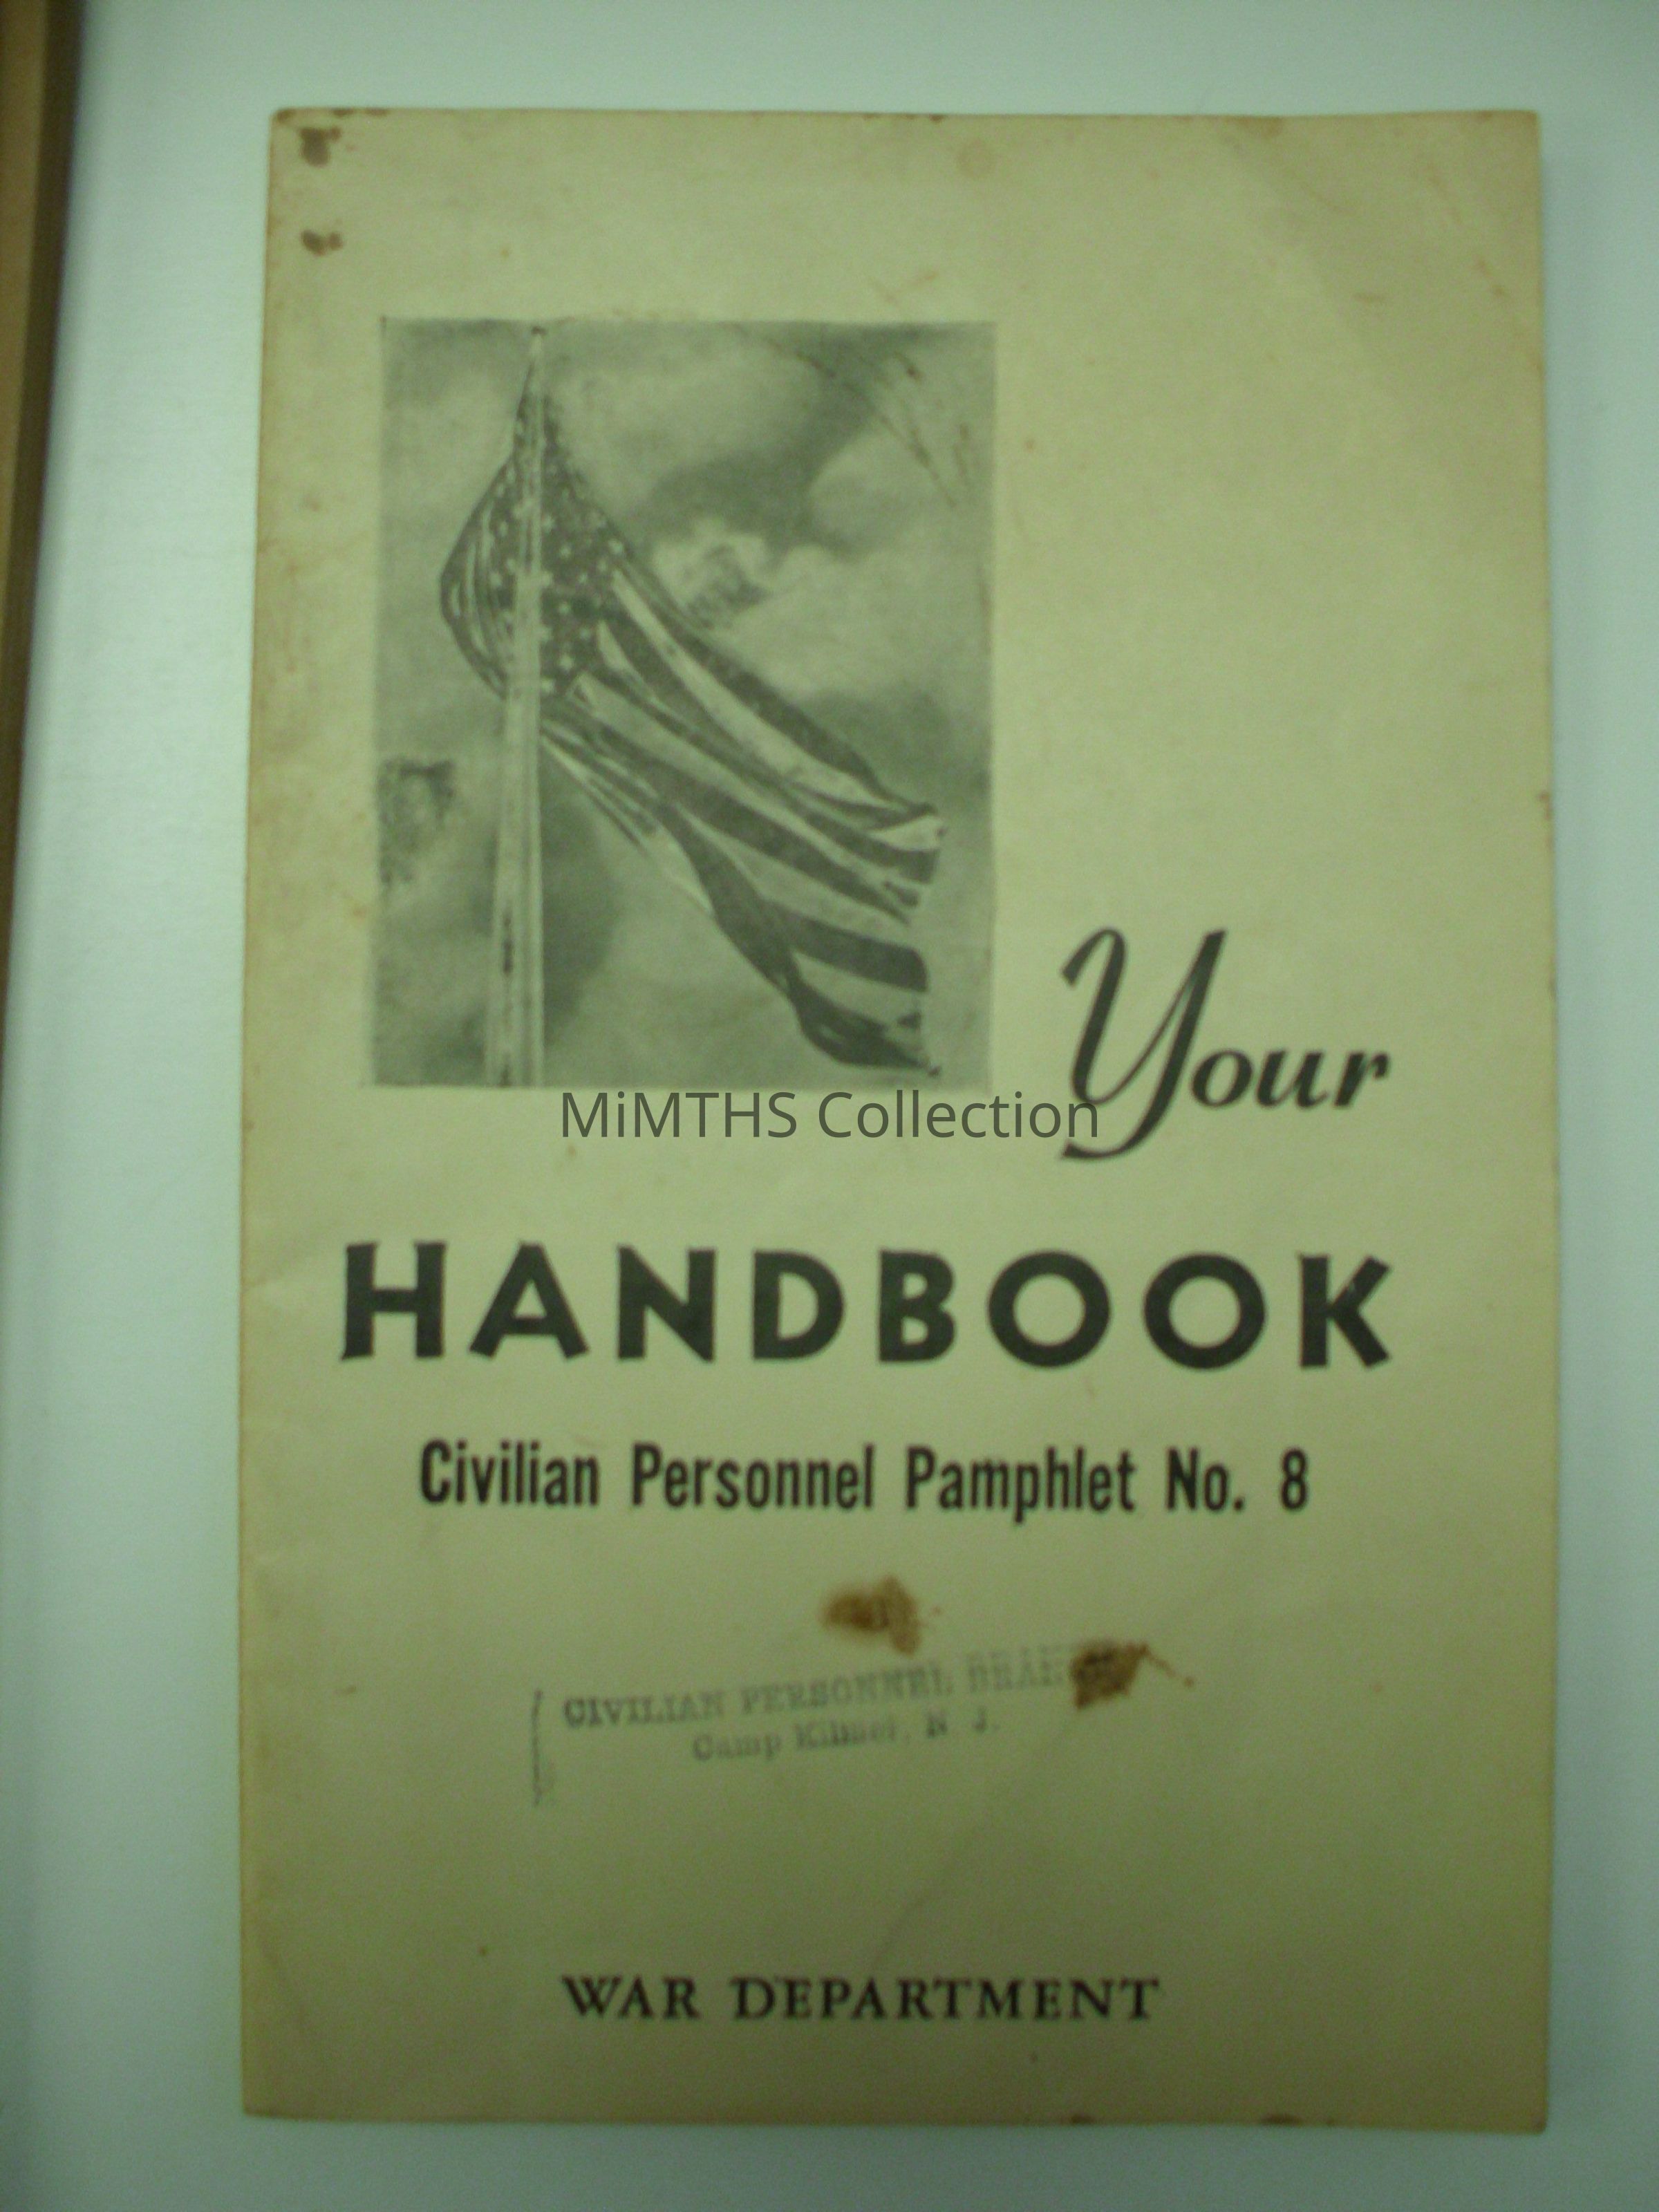 Your
MiMTHS Collection
HANDBOOK
Civilian Personnel Pamphlet No. 8
CIVILIAN PERSONNEL
Camp Kilmer, N. J.
WAR DEPARTMENT